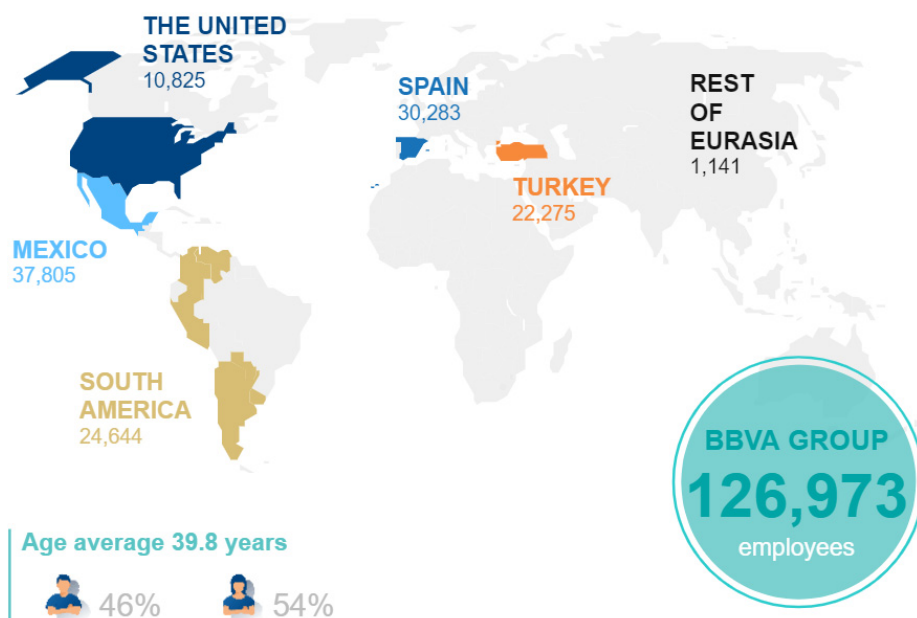 THE UNITED
STATES
10,825
SPAIN
30,283
REST
OF
EURASIA
1,141
TURKEY
22,275
MEXICO
37,805
SOUTH
AMERICA
24,644
BBVA GROUP
126,973
employees
Age average 39.8 years
46%
54%